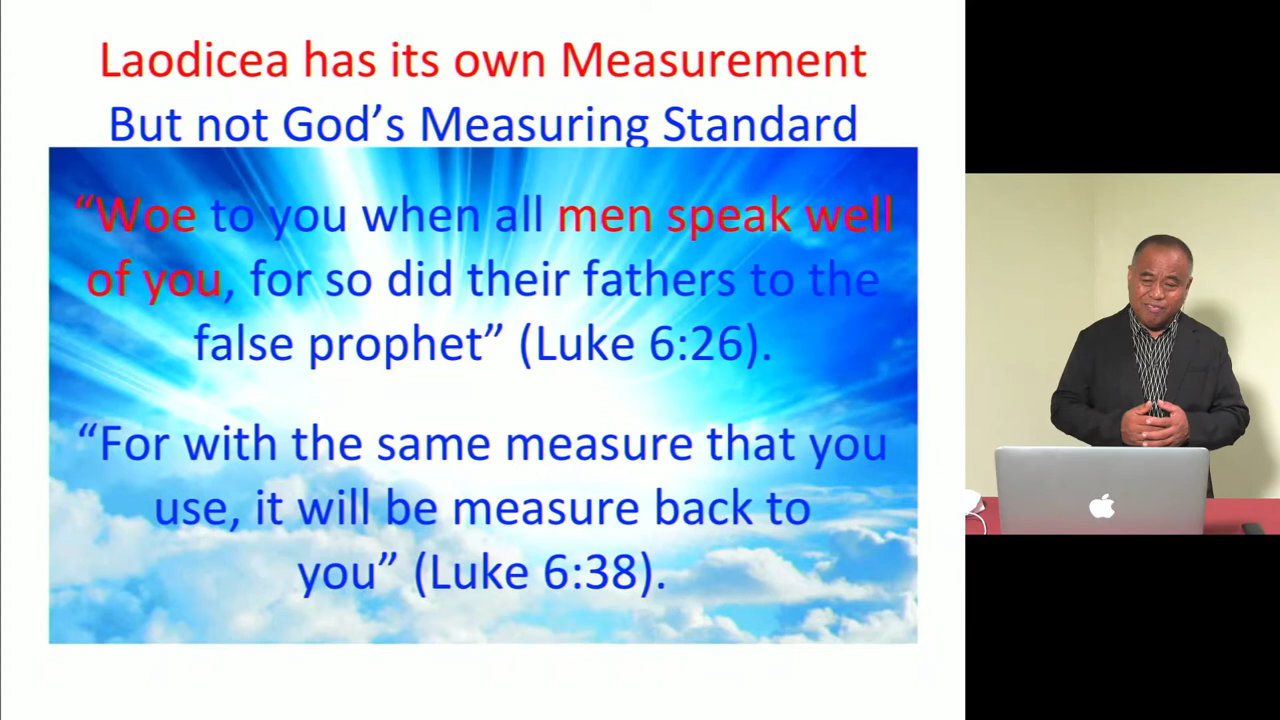 Laodicea has its own Measurement
But not God's Measuring Standard
“Woe to you when all men speak well
of you, for so did their fathers to the
false prophet” (Luke 6:26).
“For with the same measure that you
use, it will be measure back to
you” (Luke 6:38).